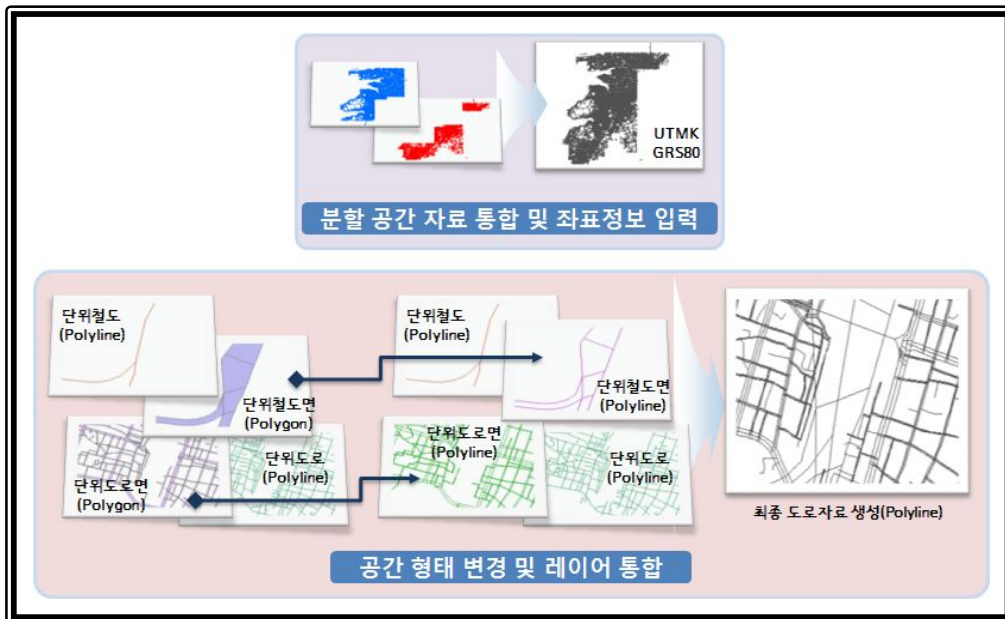 UTMK
GRS80
분할 공간 자료 통합 및 좌표정보 입력
단위철도
(Polyline)
단위철도면
(Polygon)
단위도로면
(Polygon)
단위도로
(Polyline)
단위철도
(Polyline)
단위철도면
(Polyline)
단위도로면
(Polyline)
단위도로
(Polyline)
최종 도로자료 생성(Polyline)
공간 형태 변경 및 레이어 통합